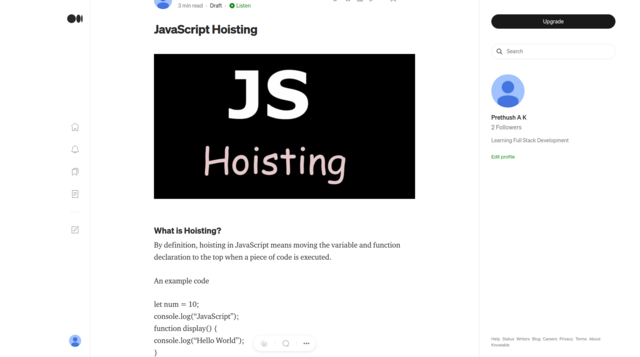 3 min read · Draft Listen
JavaScript Hoisting
JS
Hoisting
What is Hoisting?
By definition, hoisting in JavaScript means moving the variable and function
declaration to the top when a piece of code is executed.
An example code
let num = 10;
console.log(“JavaScript”);
function display() {
console.log(“Hello World”);
}
Upgrade
Search
Prethush A K
2 Followers
Learning Full Stack Development
Edit profile
Help Status Writers Blog Careers Privacy Terms About
Knowable